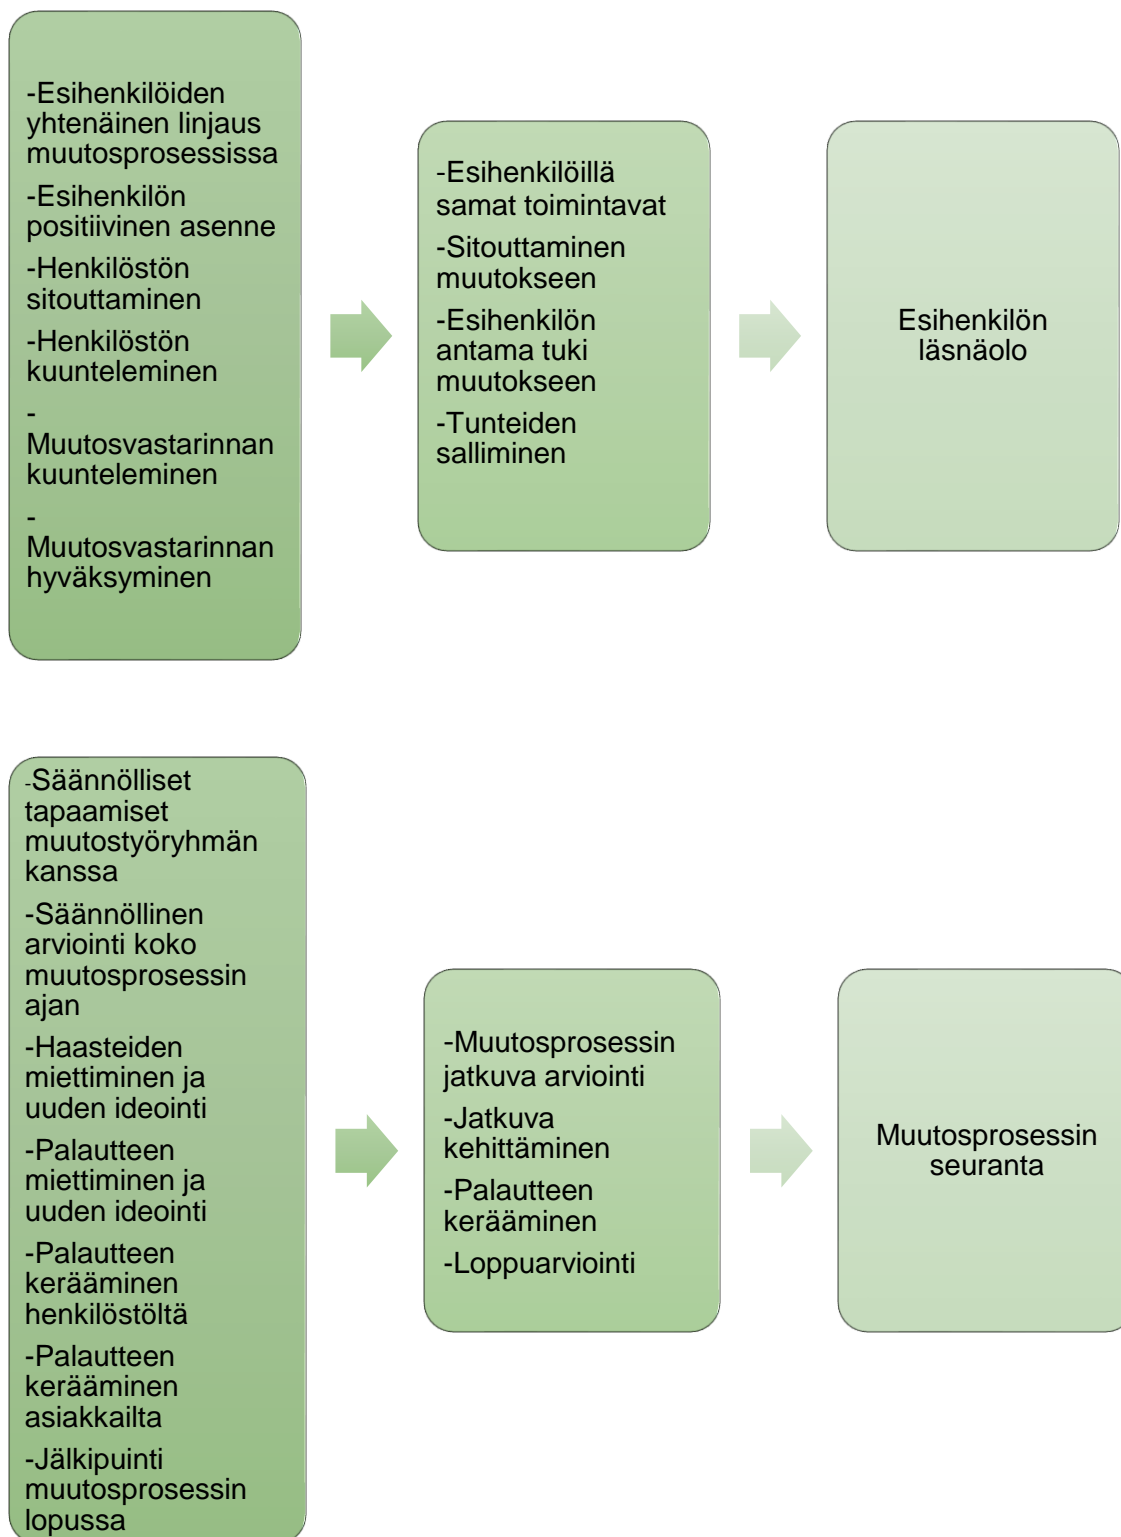 -Esihenkilöiden
yhtenäinen linjaus
muutosprosessissa
-Esihenkilön
positiivinen asenne
-Henkilöstön
sitouttaminen
-Henkilöstön
kuunteleminen
-
Muutosvastarinnan
kuunteleminen
-
Muutosvastarinnan
hyväksyminen
-Esihenkilöillä
samat toimintavat
-Sitouttaminen
muutokseen
-Esihenkilön
antama tuki
muutokseen
-Tunteiden
salliminen
Esihenkilön
läsnäolo
-Säännölliset
tapaamiset
muutostyöryhmän
kanssa
-Säännöllinen
arviointi koko
muutosprosessin
ajan
-Haasteiden
miettiminen ja
uuden ideointi
-Palautteen
miettiminen ja
uuden ideointi
-Palautteen
kerääminen
henkilöstöltä
-Palautteen
kerääminen
asiakkailta
-Jälkipuinti
muutosprosessin
lopussa
-Muutosprosessin
jatkuva arviointi
-Jatkuva
kehittäminen
-Palautteen
kerääminen
-Loppuarviointi
Muutosprosessin
seuranta